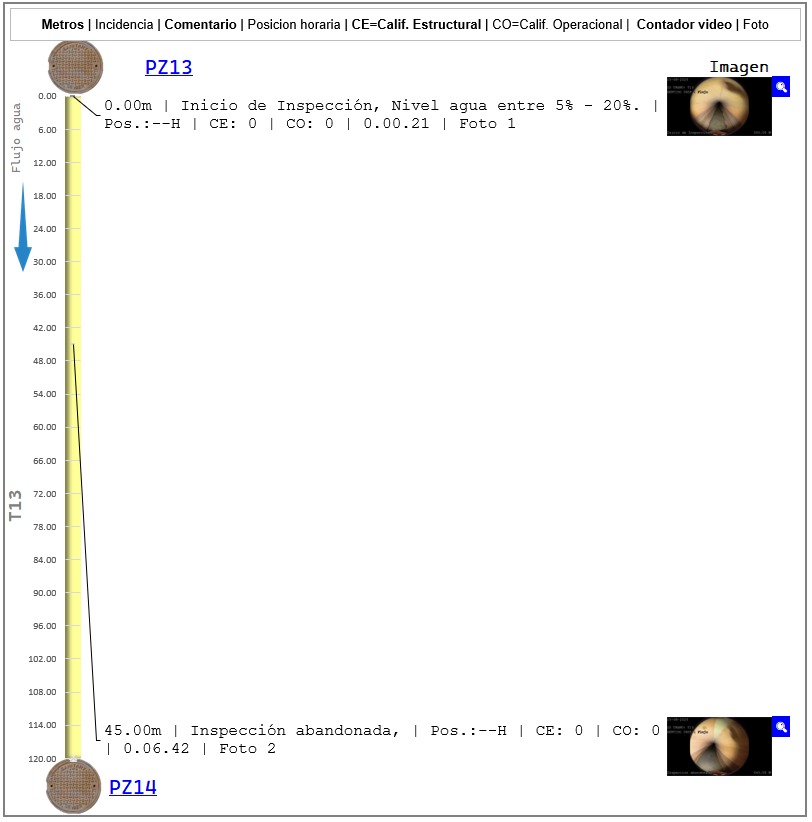 Metros | Incidencia | Comentario | Posicion horaria | CE=Calif. Estructural | CO=Calif. Operacional | Contador video | Foto
PZ13
Imagen
0.00m | Inicio de Inspección, Nivel agua entre 5% - 20%. |
Pos.:--H | CE: 0 | CO: 0 | 0.00.21 | Foto 1
Flujo agua
0.00
6.00
12.00
18.00
24.00
30.00
36.00
42.00
48.00
54.00
60.00
66.00
72.00
78.00
84.00
90.00
96.00
102.00
108.00
114.00
120.00
T13
45.00m | Inspección abandonada, | Pos.:--H | CE: 0 | CO: 0
| 0.06.42 | Foto 2
PZ14